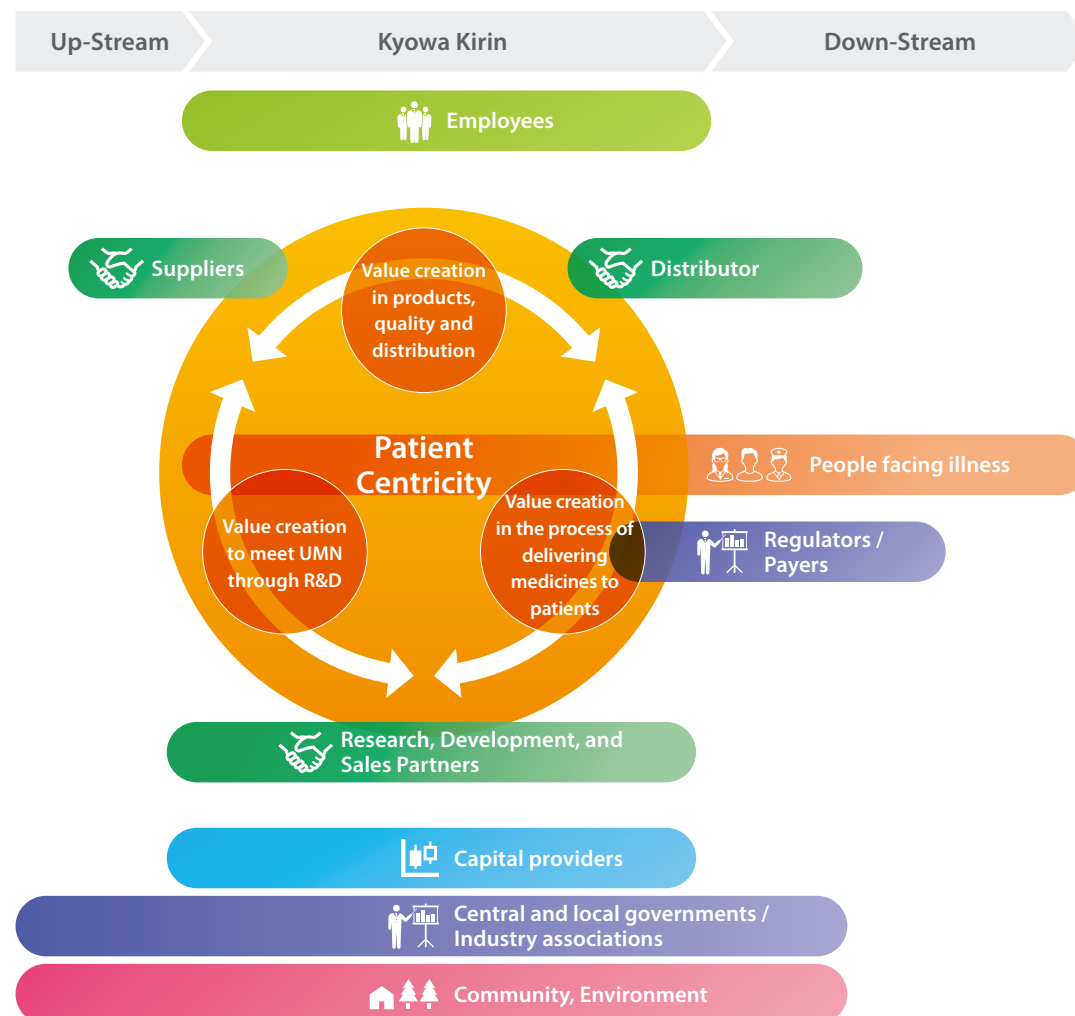 Up-Stream
Kyowa Kirin
Down-Stream
Employees
Suppliers
Value creation
in products,
quality and
distribution
Distributor
Patient
Centricity
People facing illness
Value creation
to meet UMN
through R&D
Value creation
in the process of
delivering
medicines to
patients
Regulators /
Payers
Research, Development, and
Sales Partners
Capital providers
Central and local governments /
Industry associations
Community, Environment